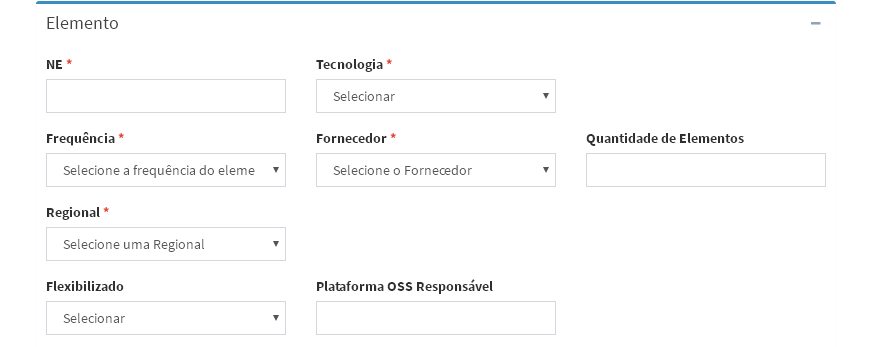 Elemento
NE *
Tecnologia *
Selecionar
Frequência *
Fornecedor *
Quantidade de Elementos
Selecione a frequência do eleme
Selecione o Fornecedor
Regional *
Selecione uma Regional
Flexibilizado
Plataforma OSS Responsável
Selecionar